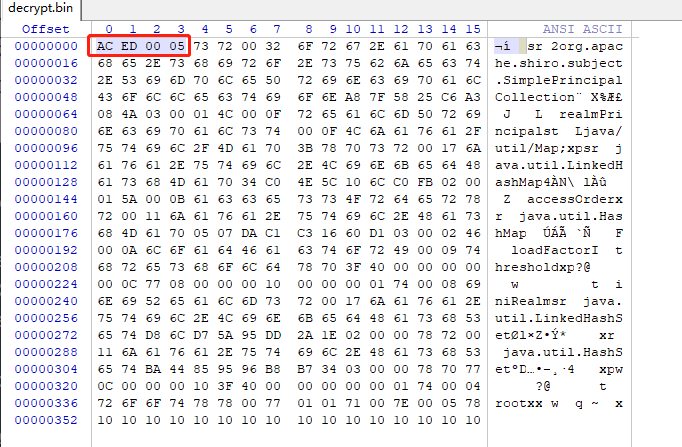 decrypt.bin
Offset 0 1 2 3 4 5 6 7 8 9 10 11 12 13 14 15 ANSI ASCII
00000000 AC ED 00 05 73 72 00 32 6F 72 67 2E 61 70 61 63 ¬í sr 2org.apac
00000016 68 65 2E 73 68 69 72 6F 2E 73 75 62 6A 65 63 74 he.shiro.subject
00000032 2E 53 69 6D 70 6C 65 50 72 69 6E 63 69 70 61 6C .SimplePrincipal
00000048 43 6F 6C 6C 65 63 74 69 6F 6E A8 7F 58 25 C6 A3 Collection¨ X%Æ£
00000064 08 4A 03 00 01 4C 00 0F 72 65 61 6C 6D 50 72 69 J L realmPri
00000080 6E 63 69 70 61 6C 73 74 00 0F 4C 6A 61 76 61 2F ncipalst Ljava/
00000096 75 74 69 6C 2F 4D 61 70 3B 78 70 73 72 00 17 6A util/Map;xpsr j
00000112 61 76 61 2E 75 74 69 6C 2E 4C 69 6E 6B 65 64 48 ava.util.LinkedH
00000128 61 73 68 4D 61 70 34 C0 4E 5C 10 6C C0 FB 02 00 ashMap4ÀN\ lÀû
00000144 01 5A 00 0B 61 63 63 65 73 73 4F 72 64 65 72 78 Z accessOrderx
00000160 72 00 11 6A 61 76 61 2E 75 74 69 6C 2E 48 61 73 r java.util.Has
00000176 68 4D 61 70 05 07 DA C1 C3 16 60 D1 03 00 02 46 hMap ÚÁÃ `Ñ F
00000192 00 0A 6C 6F 61 64 46 61 63 74 6F 72 49 00 09 74 loadFactorI t
00000208 68 72 65 73 68 6F 6C 64 78 70 3F 40 00 00 00 00 hresholdxp?@
00000224 00 0C 77 08 00 00 00 10 00 00 00 01 74 00 08 69 w t i
00000240 6E 69 52 65 61 6C 6D 73 72 00 17 6A 61 76 61 2E niRealmsr java.
00000256 75 74 69 6C 2E 4C 69 6E 6B 65 64 48 61 73 68 53 util.LinkedHashS
00000272 65 74 D8 6C D7 5A 95 DD 2A 1E 02 00 00 78 72 00 etØl×Z•Ý* xr
00000288 11 6A 61 76 61 2E 75 74 69 6C 2E 48 61 73 68 53 java.util.HashS
00000304 65 74 BA 44 85 95 96 B8 B7 34 03 00 00 78 70 77 etºD…•–¸·4 xpw
00000320 0C 00 00 00 10 3F 40 00 00 00 00 00 01 74 00 04 ?@ t
00000336 72 6F 6F 74 78 78 00 77 01 01 71 00 7E 00 05 78 rootxx w q ~ x
00000352 10 10 10 10 10 10 10 10 10 10 10 10 10 10 10 10